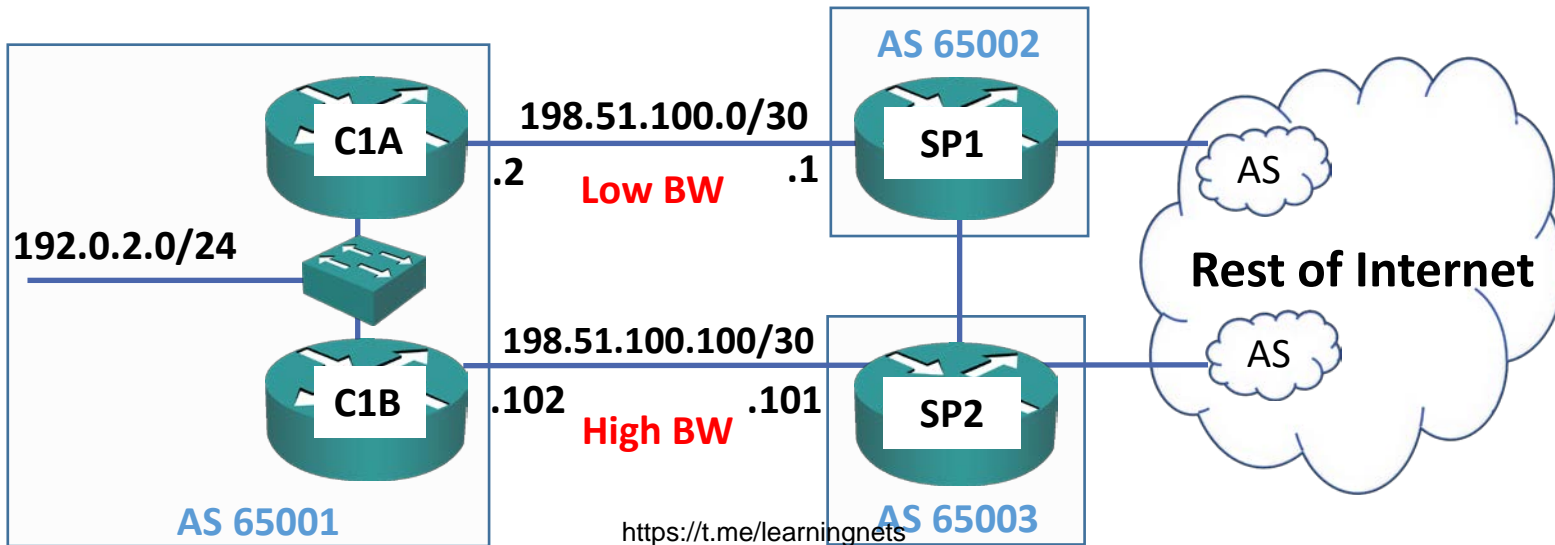 AS 65002
198.51.100.0/30
C1A
SP1
.2
.1
AS
Low BW
192.0.2.0/24
Rest of Internet
198.51.100.100/30
AS
C1B
SP2
.102
.101
High BW
AS 65001
AS 65003
https://t.me/learningnets